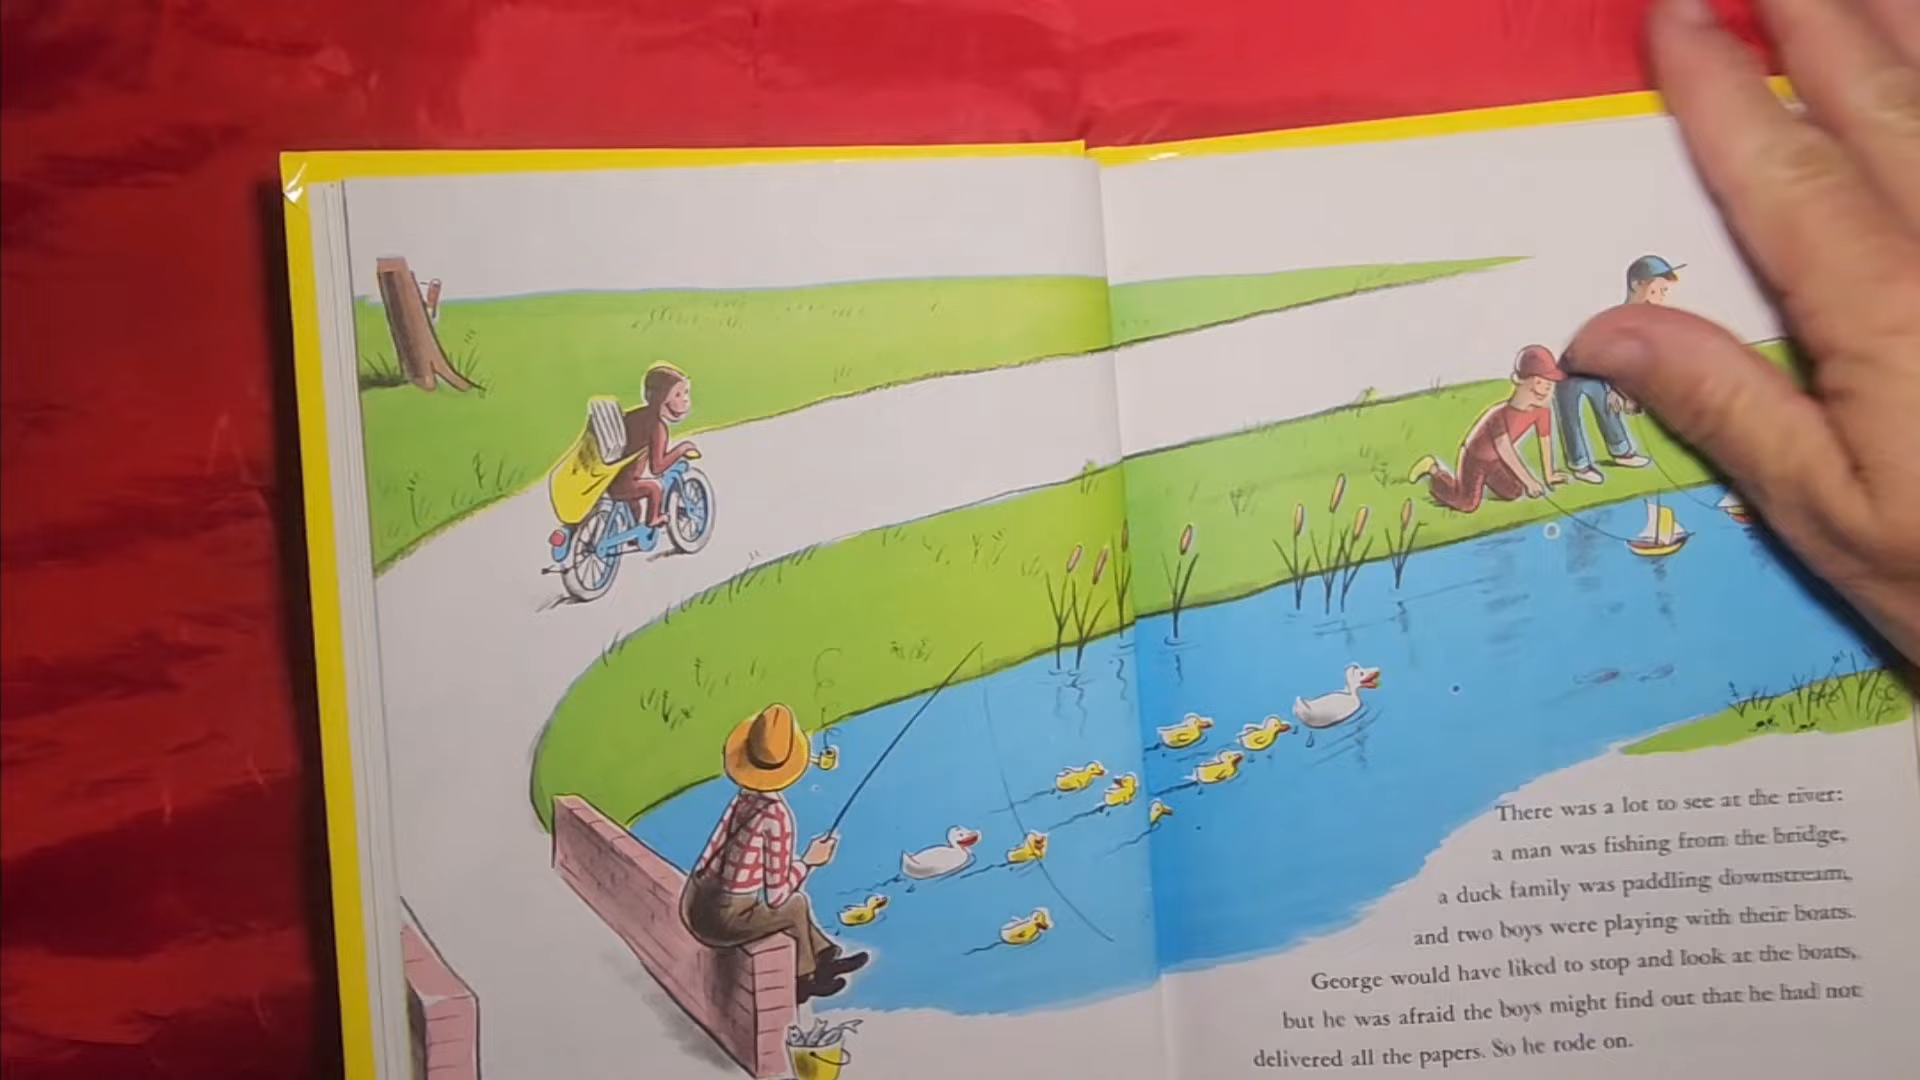 There was a lot to see at the river:
a man was fishing from the bridge,
a duck family was paddling downstream,
and two boys were playing with their boats.
George would have liked to stop and look at the boats,
but he was afraid the boys might find out that he had not
delivered all the papers. So he rode on.